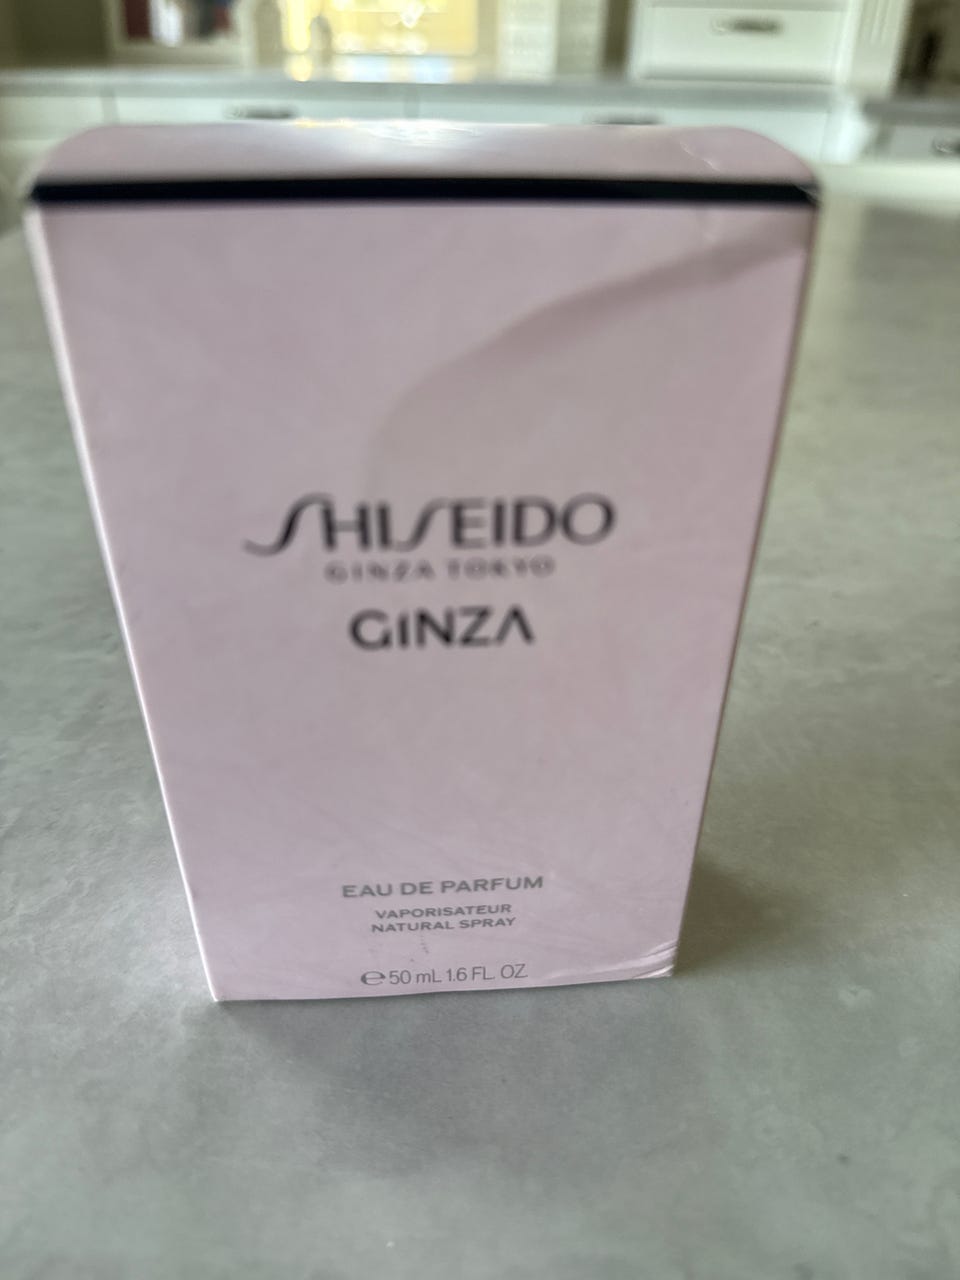 SHISEIDO
GINZA TOKYO
GINZA
EAU DE PARFUM
VAPORISATEUR
NATURAL SPRAY
℮ 50 mL 1.6 FL. OZ